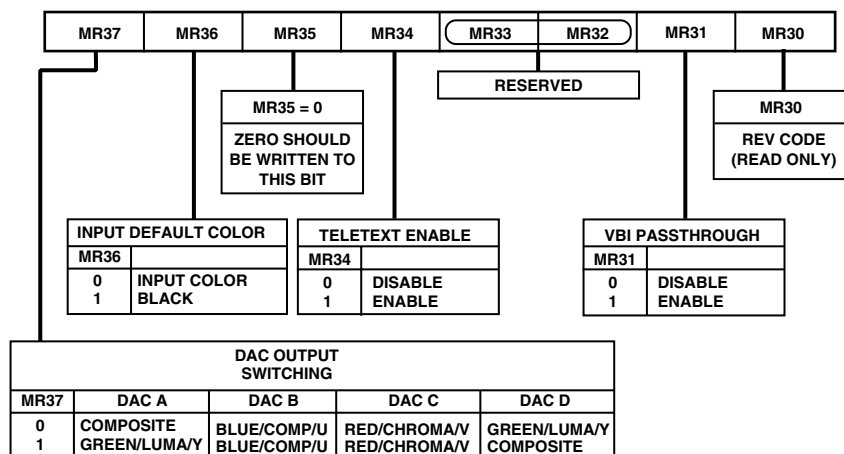 MR37 MR36 MR35 MR34 MR33 MR32 MR31 MR30
RESERVED
MR35 = 0
ZERO SHOULD
BE WRITTEN TO
THIS BIT
MR30
REV CODE
(READ ONLY)
INPUT DEFAULT COLOR
MR36
0 INPUT COLOR
1 BLACK
TELETEXT ENABLE
MR34
0 DISABLE
1 ENABLE
VBI PASSTHROUGH
MR31
0 DISABLE
1 ENABLE
DAC OUTPUT
SWITCHING
MR37 DAC A DAC B DAC C DAC D
0 COMPOSITE BLUE/COMP/U RED/CHROMA/V GREEN/LUMA/Y
1 GREEN/LUMA/Y BLUE/COMP/U RED/CHROMA/V COMPOSITE